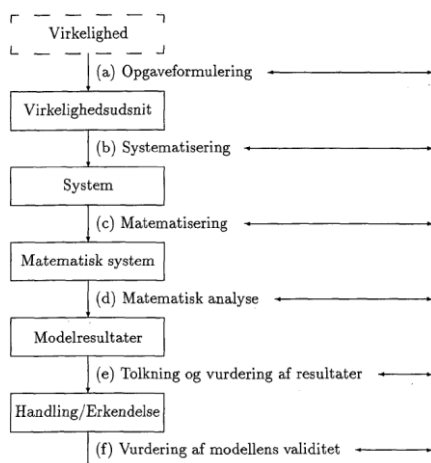 Virkelighed
(a) Opgaveformulering
Virkelighedsudsnit
(b) Systematisering
System
(c) Matematisering
Matematisk system
(d) Matematisk analyse
Modelresultater
(e) Tolkning og vurdering af resultater
Handling/Erkendelse
(f) Vurdering af modellens validitet